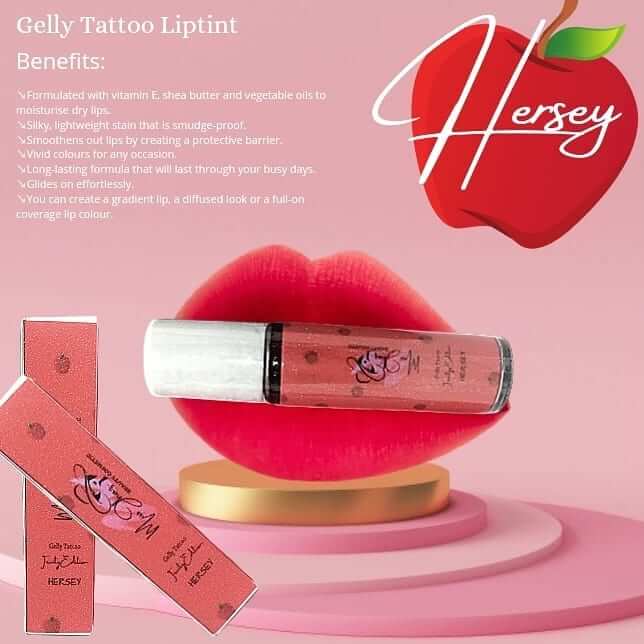 Gelly Tattoo Liptint
Benefits:
↘Formulated with vitamin E, shea butter and vegetable oils to
moisturise dry lips.
↘Silky, lightweight stain that is smudge-proof.
↘Smoothens out lips by creating a protective barrier.
↘Vivid colours for any occasion.
↘Long-lasting formula that will last through your busy days.
↘Glides on effortlessly.
↘You can create a gradient lip, a diffused look or a full-on
coverage lip colour.
Hersey
HERSEY
Gelly Tattoo
HERSEY
Gelly Tattoo
HERSEY